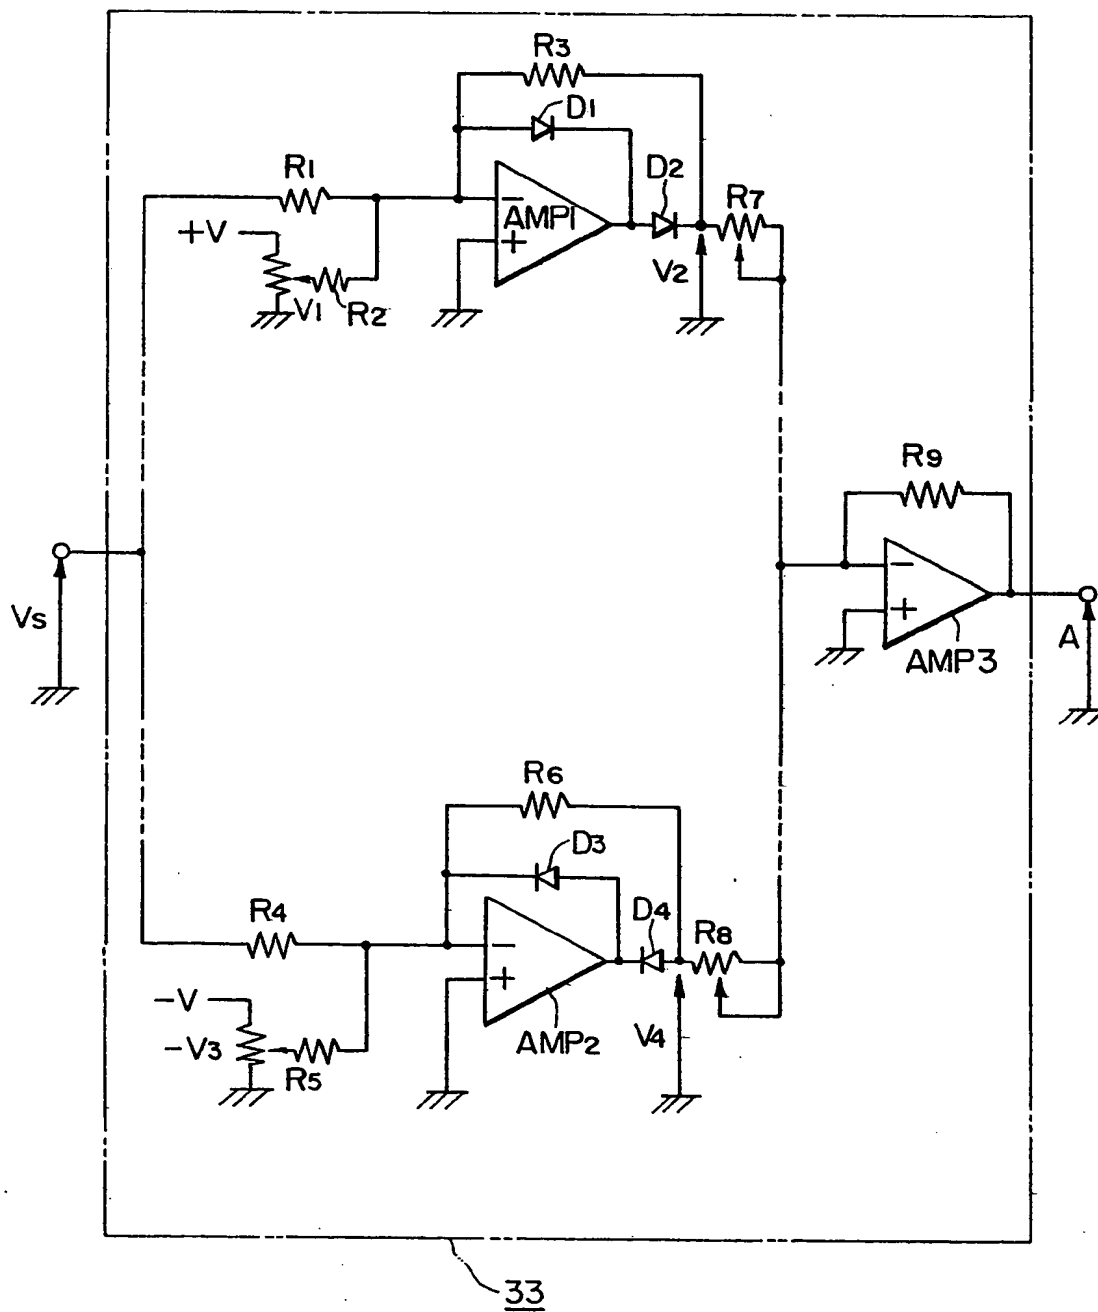 R3
D1
R1
D2
R7
AMP1
−
+
+V
V1
R2
V2
R9
Vs
−
+
AMP3
A
R6
D3
R4
D4
R8
−
+
−V
−V3
R5
AMP2
V4
33